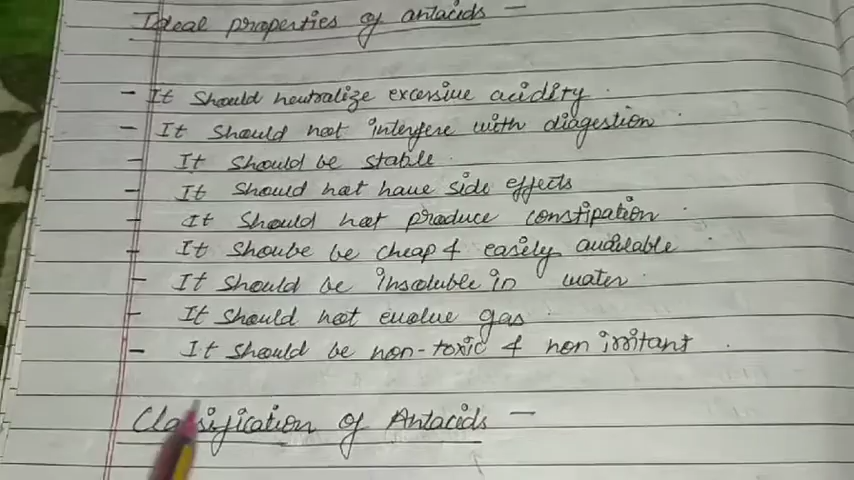 Ideal properties of antacids -
- It should neutralize excessive acidity.
- It should not interfere with diagestion.
- It should be stable.
- It should not have side effects
- It should not produce constipation.
- It shoube be cheap & easely available.
- It should be insoluble in water.
- It should not evolve gas.
- It should be non-toxic & non irritant.
Classification of Antacids -